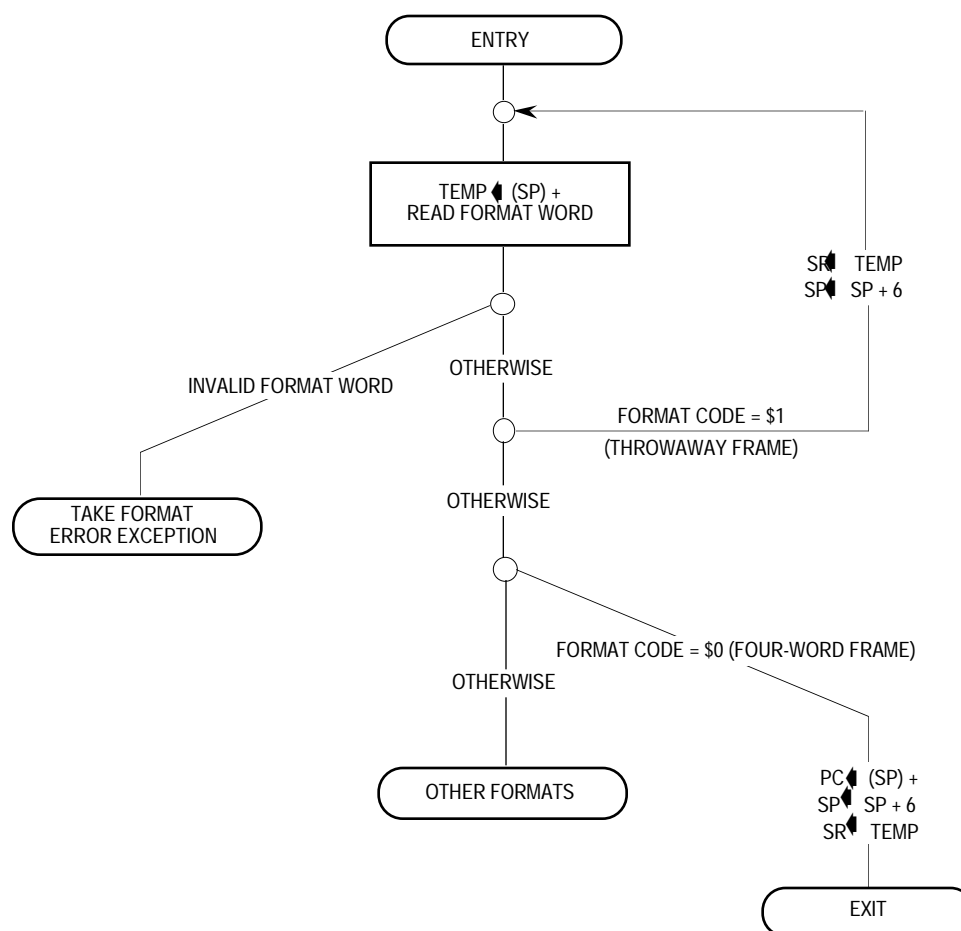 ENTRY
TEMP (SP) +
READ FORMAT WORD
SR TEMP
SP SP + 6
OTHERWISE
INVALID FORMAT WORD
FORMAT CODE = $1
(THROWAWAY FRAME)
TAKE FORMAT
ERROR EXCEPTION
OTHERWISE
FORMAT CODE = $0 (FOUR-WORD FRAME)
OTHERWISE
OTHER FORMATS
PC (SP) +
SP SP + 6
SR TEMP
EXIT